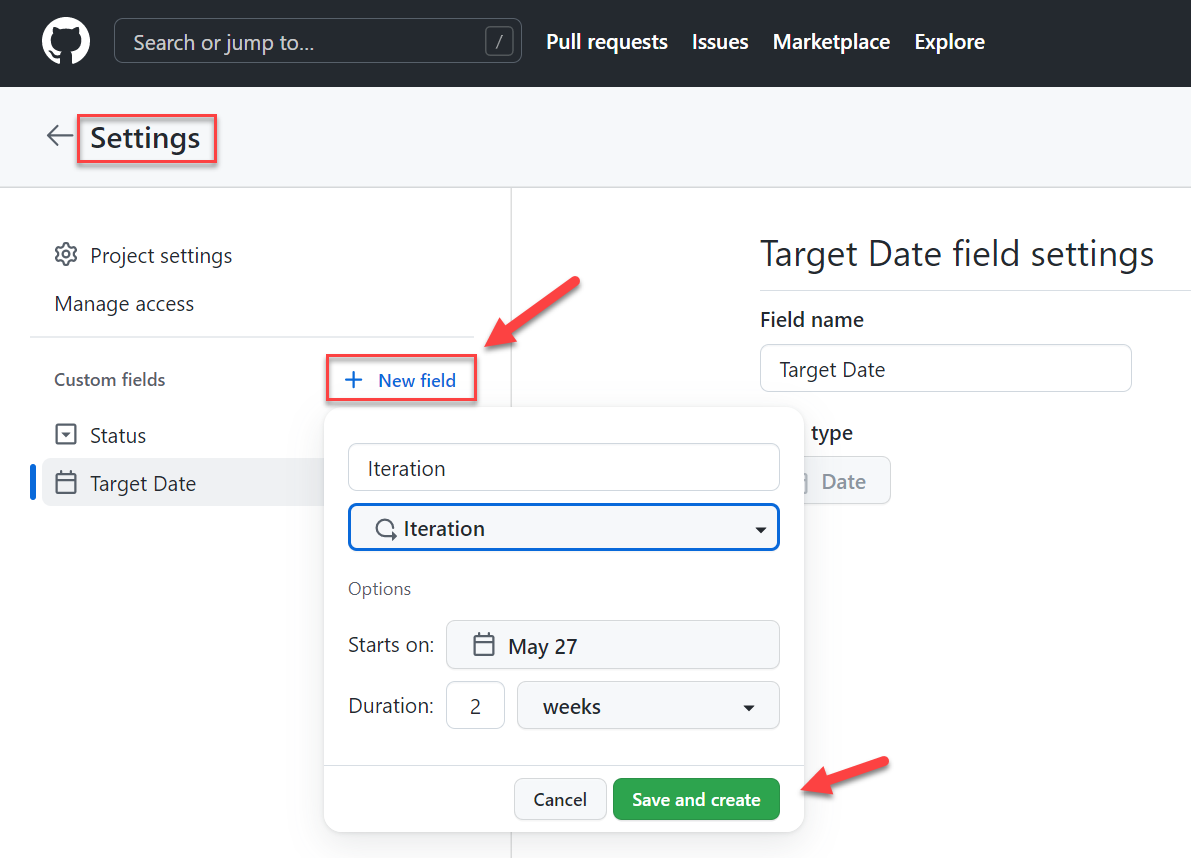 Search or jump to... / Pull requests Issues Marketplace Explore
Settings
Project settings
Manage access
Custom fields
New field
Status
Target Date
Iteration
Iteration
Options
Starts on: May 27
Duration: 2 weeks
Cancel Save and create
Target Date field settings
Field name
Target Date
type
Date